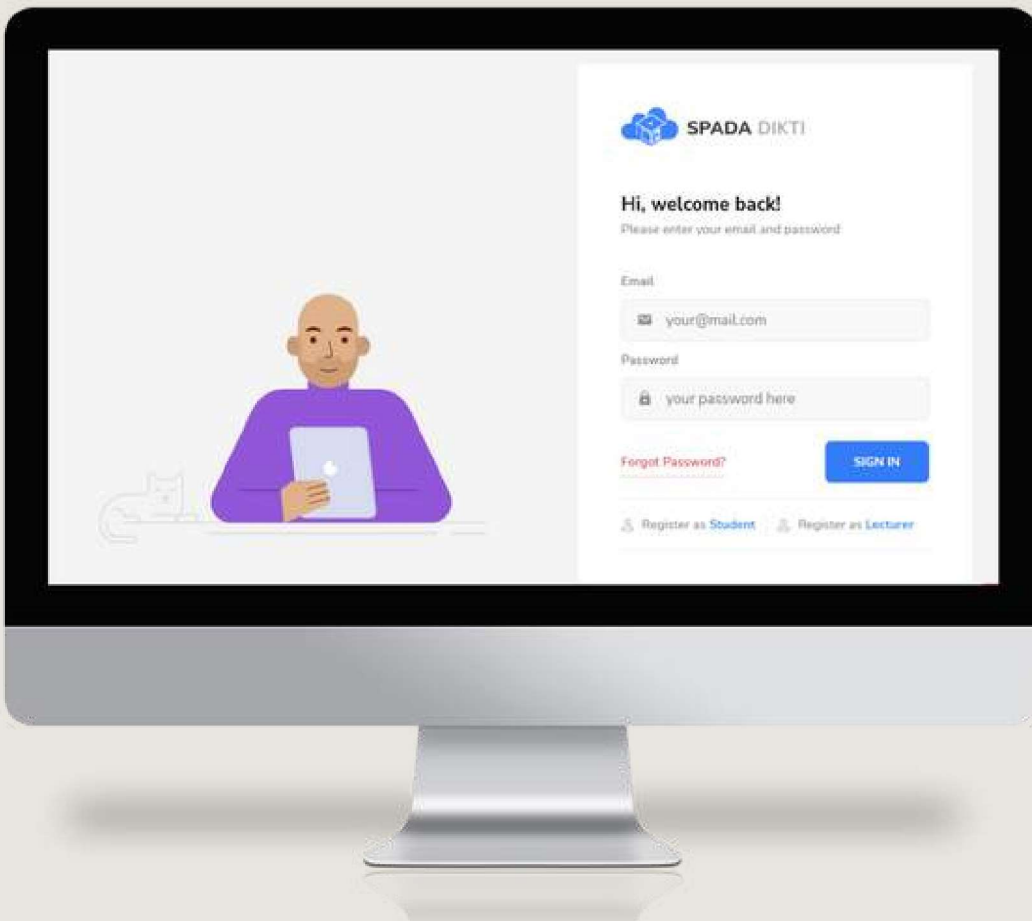 SPADA DIKTI
Hi, welcome back!
Please enter your email and password
Email
your@mail.com
Password
your password here
Forgot Password?
SIGN IN
Register as Student
Register as Lecturer